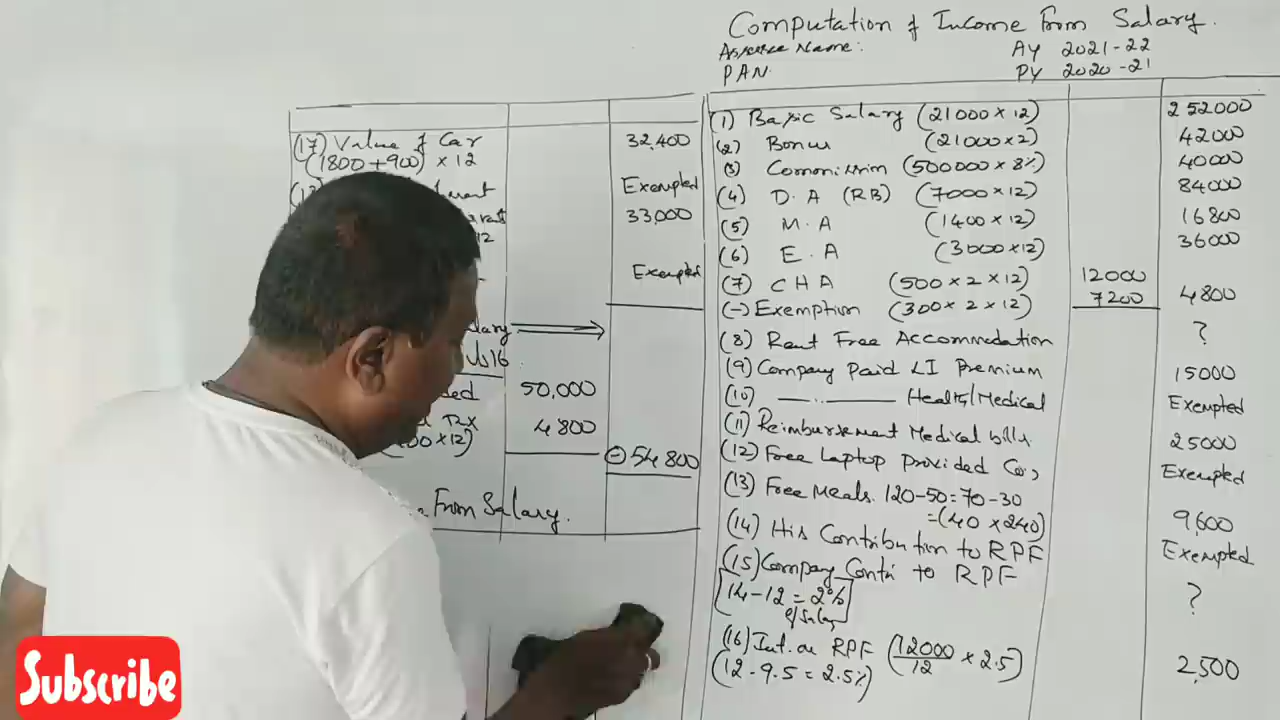 Computation of Income From Salary.
Assessee Name: AY 2021-22
PAN PY 2020-21
(1) Basic Salary (21000 × 12) 252000
(2) Bonus (21000 × 2) 42000
(3) Commission (500000 × 8%) 40000
(4) D.A (RB) (7000 × 12) 84000
(5) M.A (1400 × 12) 16800
(6) E.A (3000 × 12) 36000
(7) CHA (500 × 2 × 12) 12000
(-) Exemption (300 × 2 × 12) 7200 4800
(8) Rent Free Accommodation ?
(9) Company Paid LI Premium 15000
(10) —..— Health/Medical Exempted
(11) Reimbursement Medical bills. 25000
(12) Free Laptop Provided Co, Exempted
(13) Free Meals. 120-50=70-30
=(40 × 240) 9,600
(14) His Contribution to RPF Exempted
(15) Company Contri to RPF
[14-12 = 2% ?
of Salary]
(16) Int. on RPF (12000/12 × 2.5)
(12-9.5 = 2.5%) 2,500
(17) Value of Car 32,400
(1800 + 900) × 12
Exempted
33,000
12
Exempted
U/s 16
50,000
4800
× 12)
(-) 54800
From Salary.
Subscribe